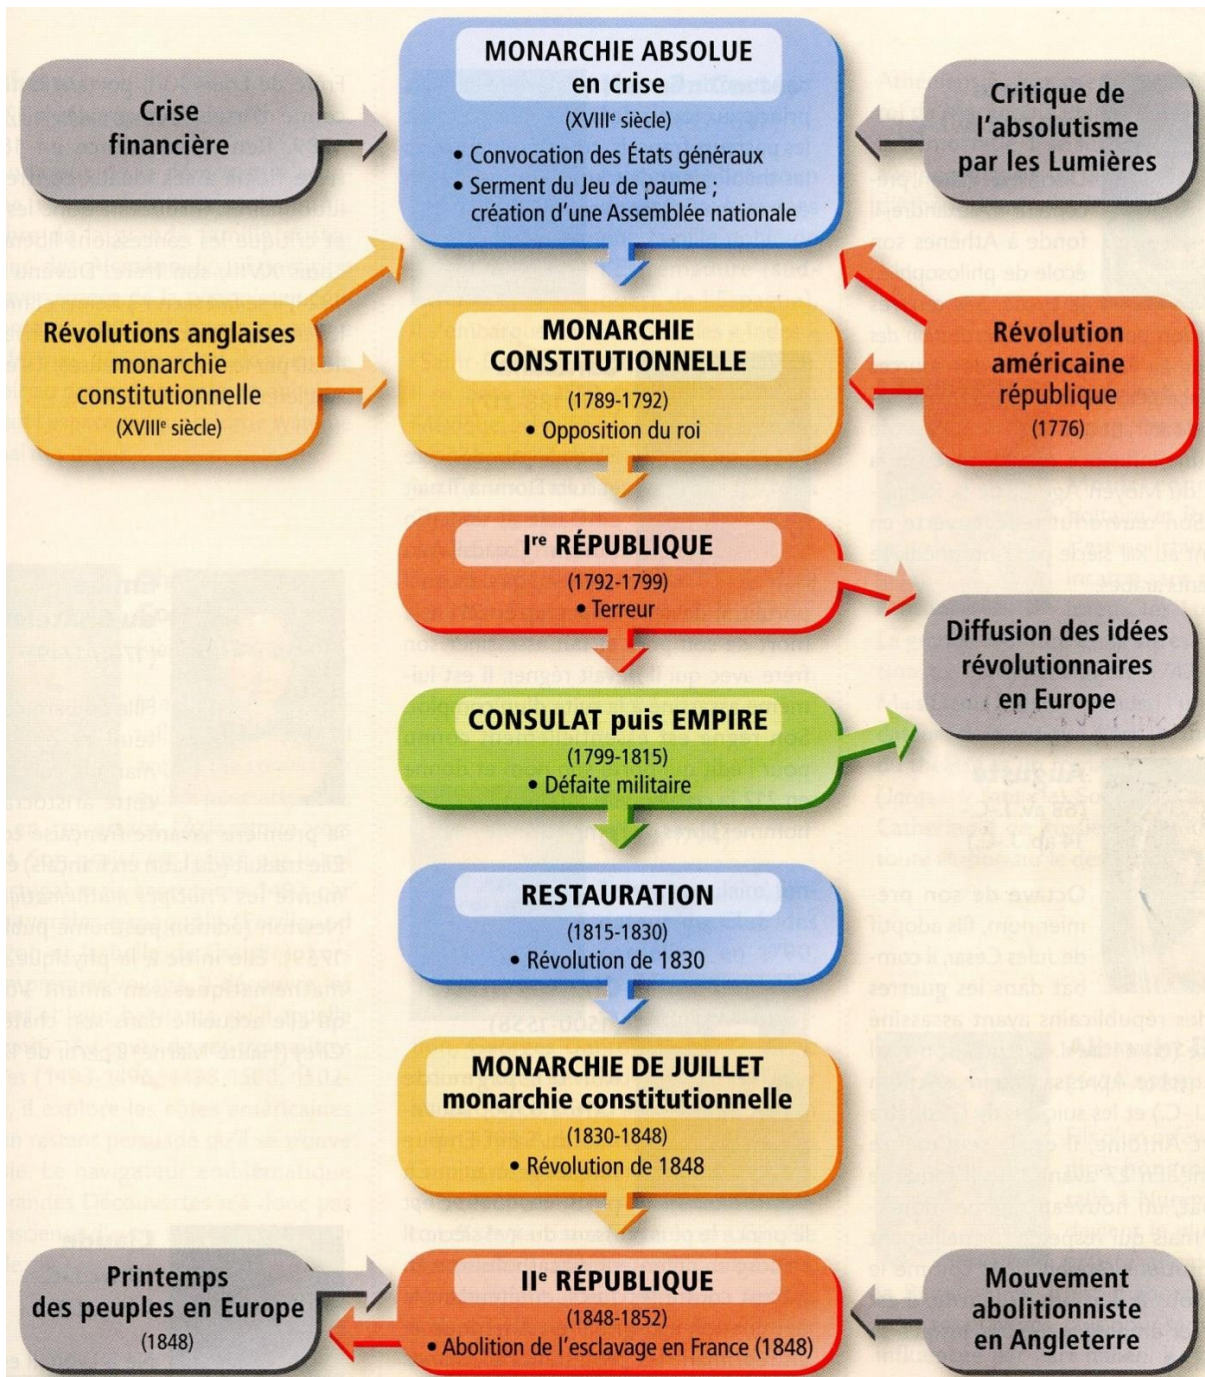 MONARCHIE ABSOLUE
en crise
(XVIIIe siècle)
• Convocation des États généraux
• Serment du Jeu de paume ;
création d'une Assemblée nationale
Crise
financière
Critique de
l'absolutisme
par les Lumières
Révolutions anglaises
monarchie
constitutionnelle
(XVIIIe siècle)
MONARCHIE
CONSTITUTIONNELLE
(1789-1792)
• Opposition du roi
Révolution
américaine
république
(1776)
Ire RÉPUBLIQUE
(1792-1799)
• Terreur
Diffusion des idées
révolutionnaires
en Europe
CONSULAT puis EMPIRE
(1799-1815)
• Défaite militaire
RESTAURATION
(1815-1830)
• Révolution de 1830
MONARCHIE DE JUILLET
monarchie constitutionnelle
(1830-1848)
• Révolution de 1848
Printemps
des peuples en Europe
(1848)
IIe RÉPUBLIQUE
(1848-1852)
• Abolition de l'esclavage en France (1848)
Mouvement
abolitionniste
en Angleterre